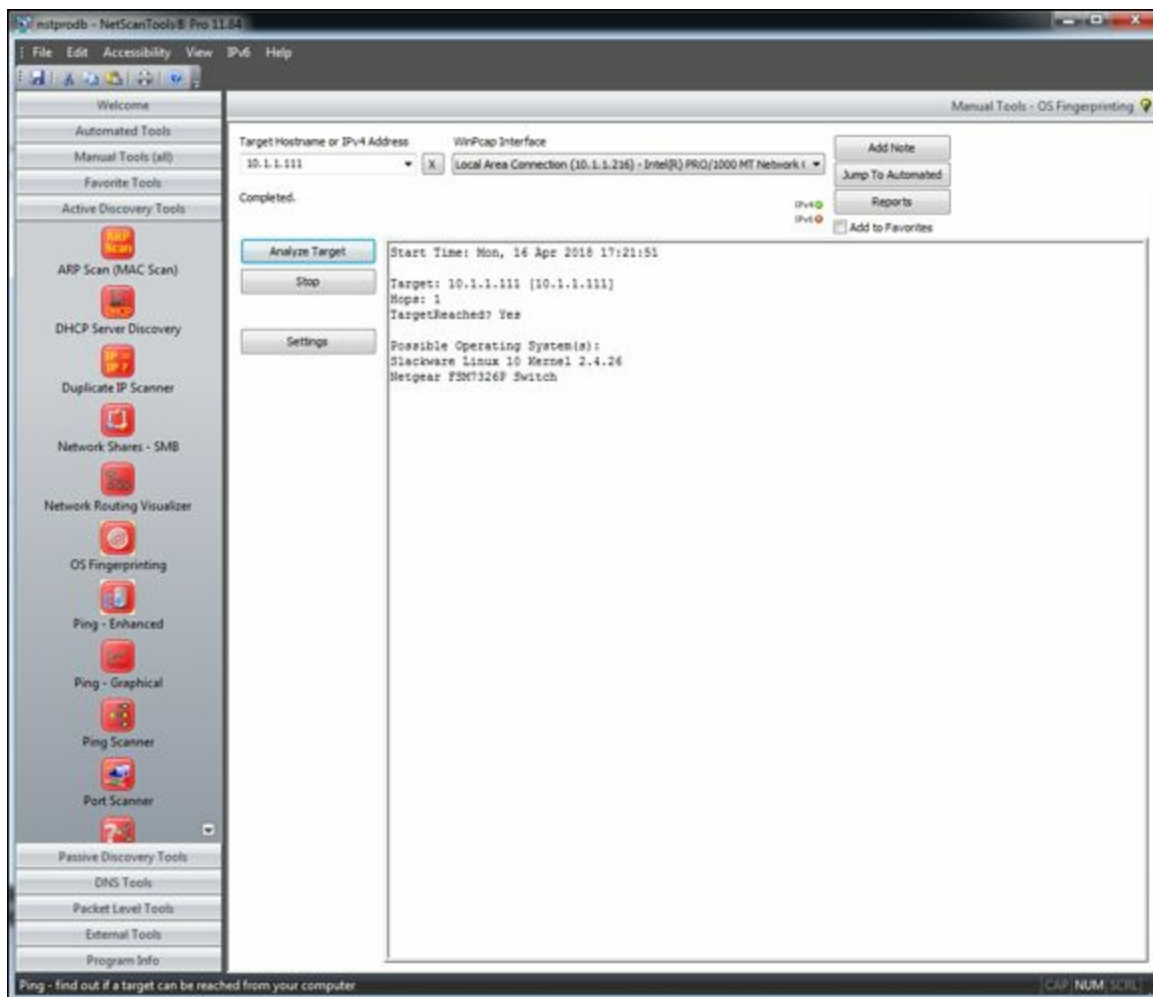 nstprodb - NetScanTools® Pro 11.84
File Edit Accessibility View IPv6 Help
Welcome
Automated Tools
Manual Tools (all)
Favorite Tools
Active Discovery Tools
ARP Scan
ARP Scan (MAC Scan)
DHCP
DHCP Server Discovery
IP =
IP ?
Duplicate IP Scanner
Network Shares - SMB
Network Routing Visualizer
OS Fingerprinting
Ping - Enhanced
Ping - Graphical
Ping Scanner
Port Scanner
Passive Discovery Tools
DNS Tools
Packet Level Tools
External Tools
Program Info
Manual Tools - OS Fingerprinting
Target Hostname or IPv4 Address
10.1.1.111
X
WinPcap Interface
Local Area Connection (10.1.1.216) - Intel(R) PRO/1000 MT Network
Add Note
Jump To Automated
Reports
Add to Favorites
Completed.
IPv4
IPv6
Analyze Target
Stop
Settings
Start Time: Mon, 16 Apr 2018 17:21:51
Target: 10.1.1.111 [10.1.1.111]
Hops: 1
TargetReached? Yes
Possible Operating System(s):
Slackware Linux 10 Kernel 2.4.26
Netgear FSM7326P Switch
Ping - find out if a target can be reached from your computer
CAP NUM SCRL